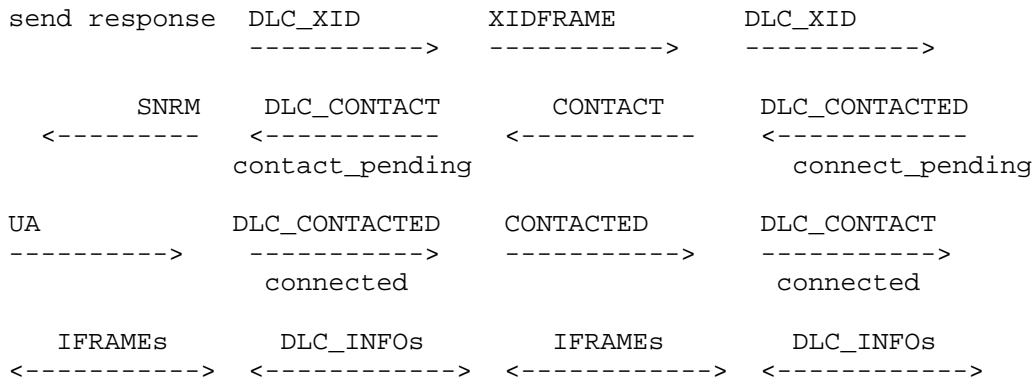 send response DLC_XID XIDFRAME DLC_XID
-----------> -----------> ----------->
SNRM DLC_CONTACT CONTACT DLC_CONTACTED
<--------- <----------- <----------- <------------
contact_pending connect_pending
UA DLC_CONTACTED CONTACTED DLC_CONTACT
----------> -----------> -----------> ----------->
connected connected
IFRAMEs DLC_INFOs IFRAMEs DLC_INFOs
<-----------> <------------> <------------> <------------>